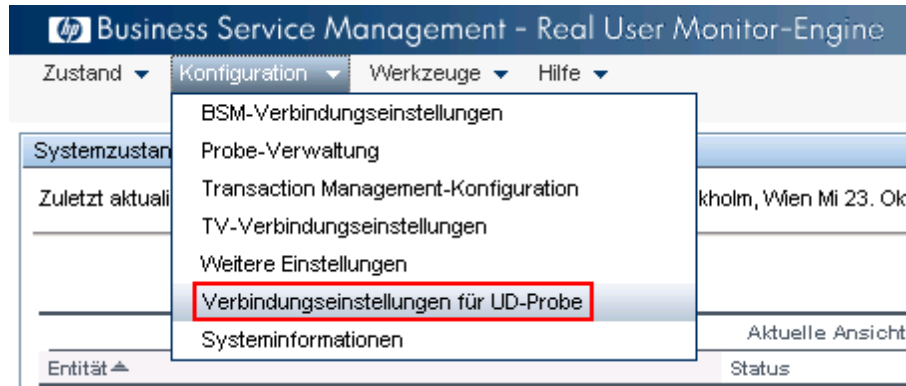 hp Business Service Management - Real User Monitor-Engine
Zustand Konfiguration Werkzeuge Hilfe
BSM-Verbindungseinstellungen
Systemzustan Probe-Verwaltung
Zuletzt aktuali Transaction Management-Konfiguration kholm, Wien Mi 23. Ok
TV-Verbindungseinstellungen
Weitere Einstellungen
Verbindungseinstellungen für UD-Probe
Systeminformationen Aktuelle Ansicht
Entität Status